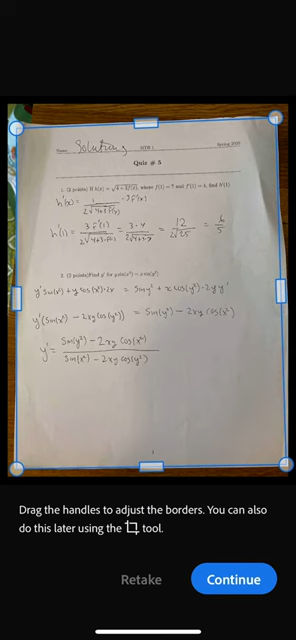 Name: Solutions MTH 1 Spring 2020
Quiz # 5
1. (2 points) If h(x) = √(4 + 3f(x)), where f(1) = 7 and f'(1) = 4, find h'(1)
h'(x) = 1 / (2√(4+3f(x))) · 3f'(x)
h'(1) = 3f'(1) / (2√(4+3·f(1))) = 3·4 / (2√(4+3·7)) = 12 / (2√25) = 6/5
2. (2 points) Find y' for y sin(x²) = x sin(y²)
y' sin(x²) + y cos(x²)·2x = sin y² + x cos(y²)·2y y'
y'(sin(x²) − 2xy cos(y²)) = sin(y²) − 2xy cos(x²)
y' = (sin(y²) − 2xy cos(x²)) / (sin(x²) − 2xy cos(y²))
1
Drag the handles to adjust the borders. You can also
do this later using the tool.
Retake Continue